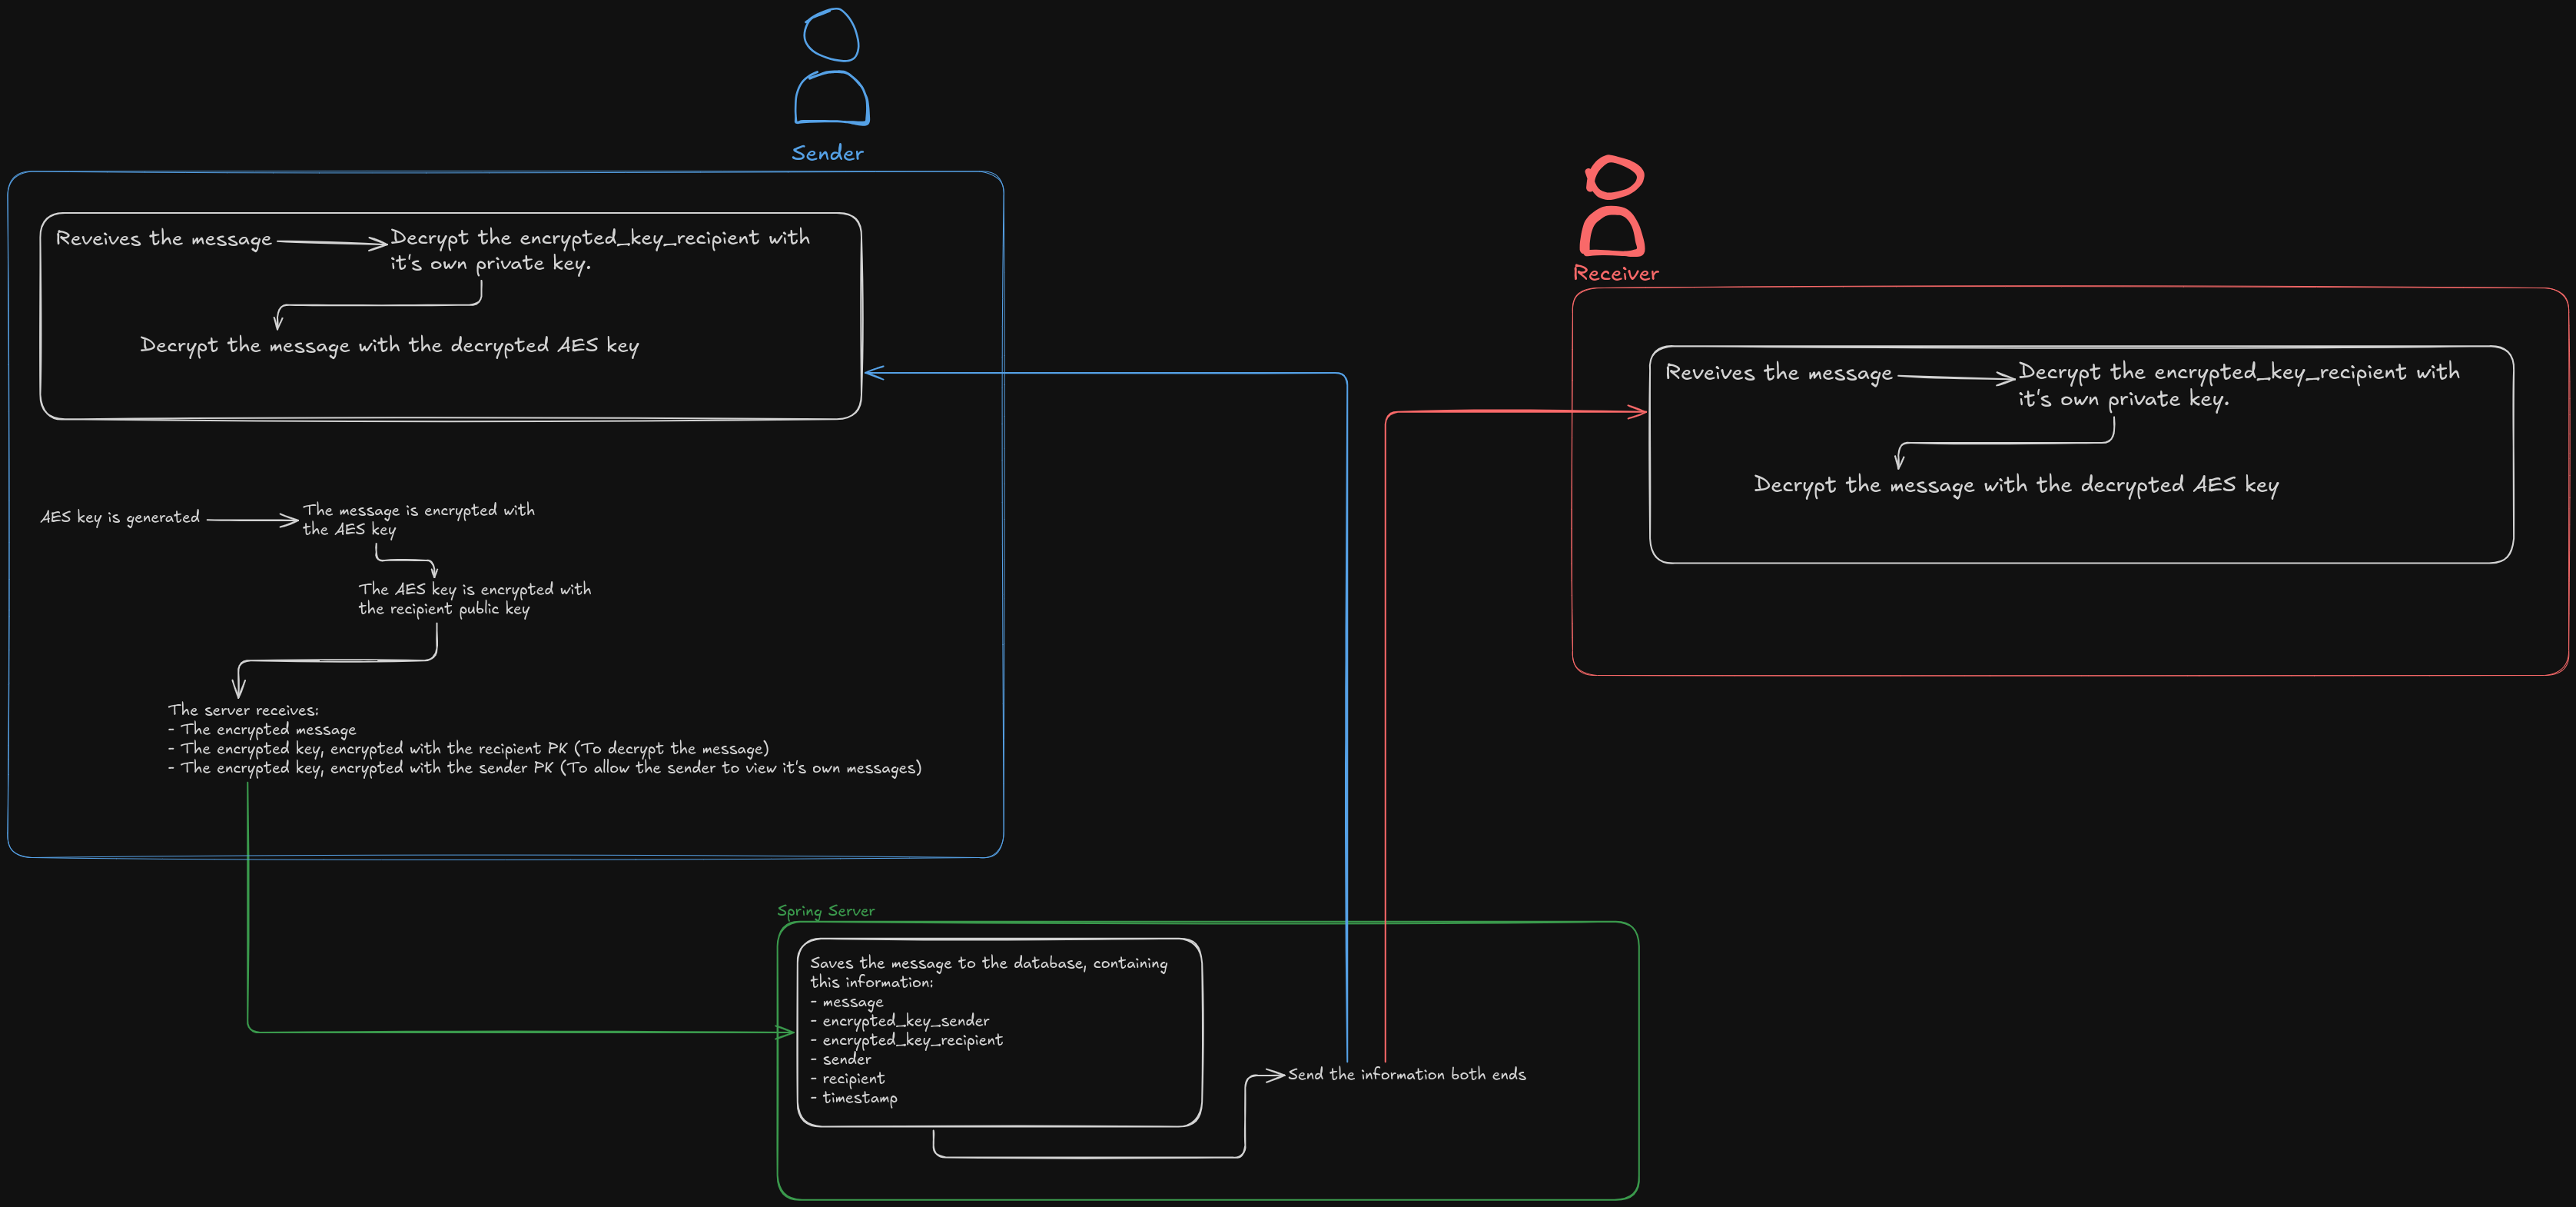 Sender
Reveives the message
Decrypt the encrypted_key_recipient with
it's own private key.
Decrypt the message with the decrypted AES key
AES key is generated
The message is encrypted with
the AES key
The AES key is encrypted with
the recipient public key
The server receives:
- The encrypted message
- The encrypted key, encrypted with the recipient PK (To decrypt the message)
- The encrypted key, encrypted with the sender PK (To allow the sender to view it's own messages)
Receiver
Reveives the message
Decrypt the encrypted_key_recipient with
it's own private key.
Decrypt the message with the decrypted AES key
Spring Server
Saves the message to the database, containing
this information:
- message
- encrypted_key_sender
- encrypted_key_recipient
- sender
- recipient
- timestamp
Send the information both ends